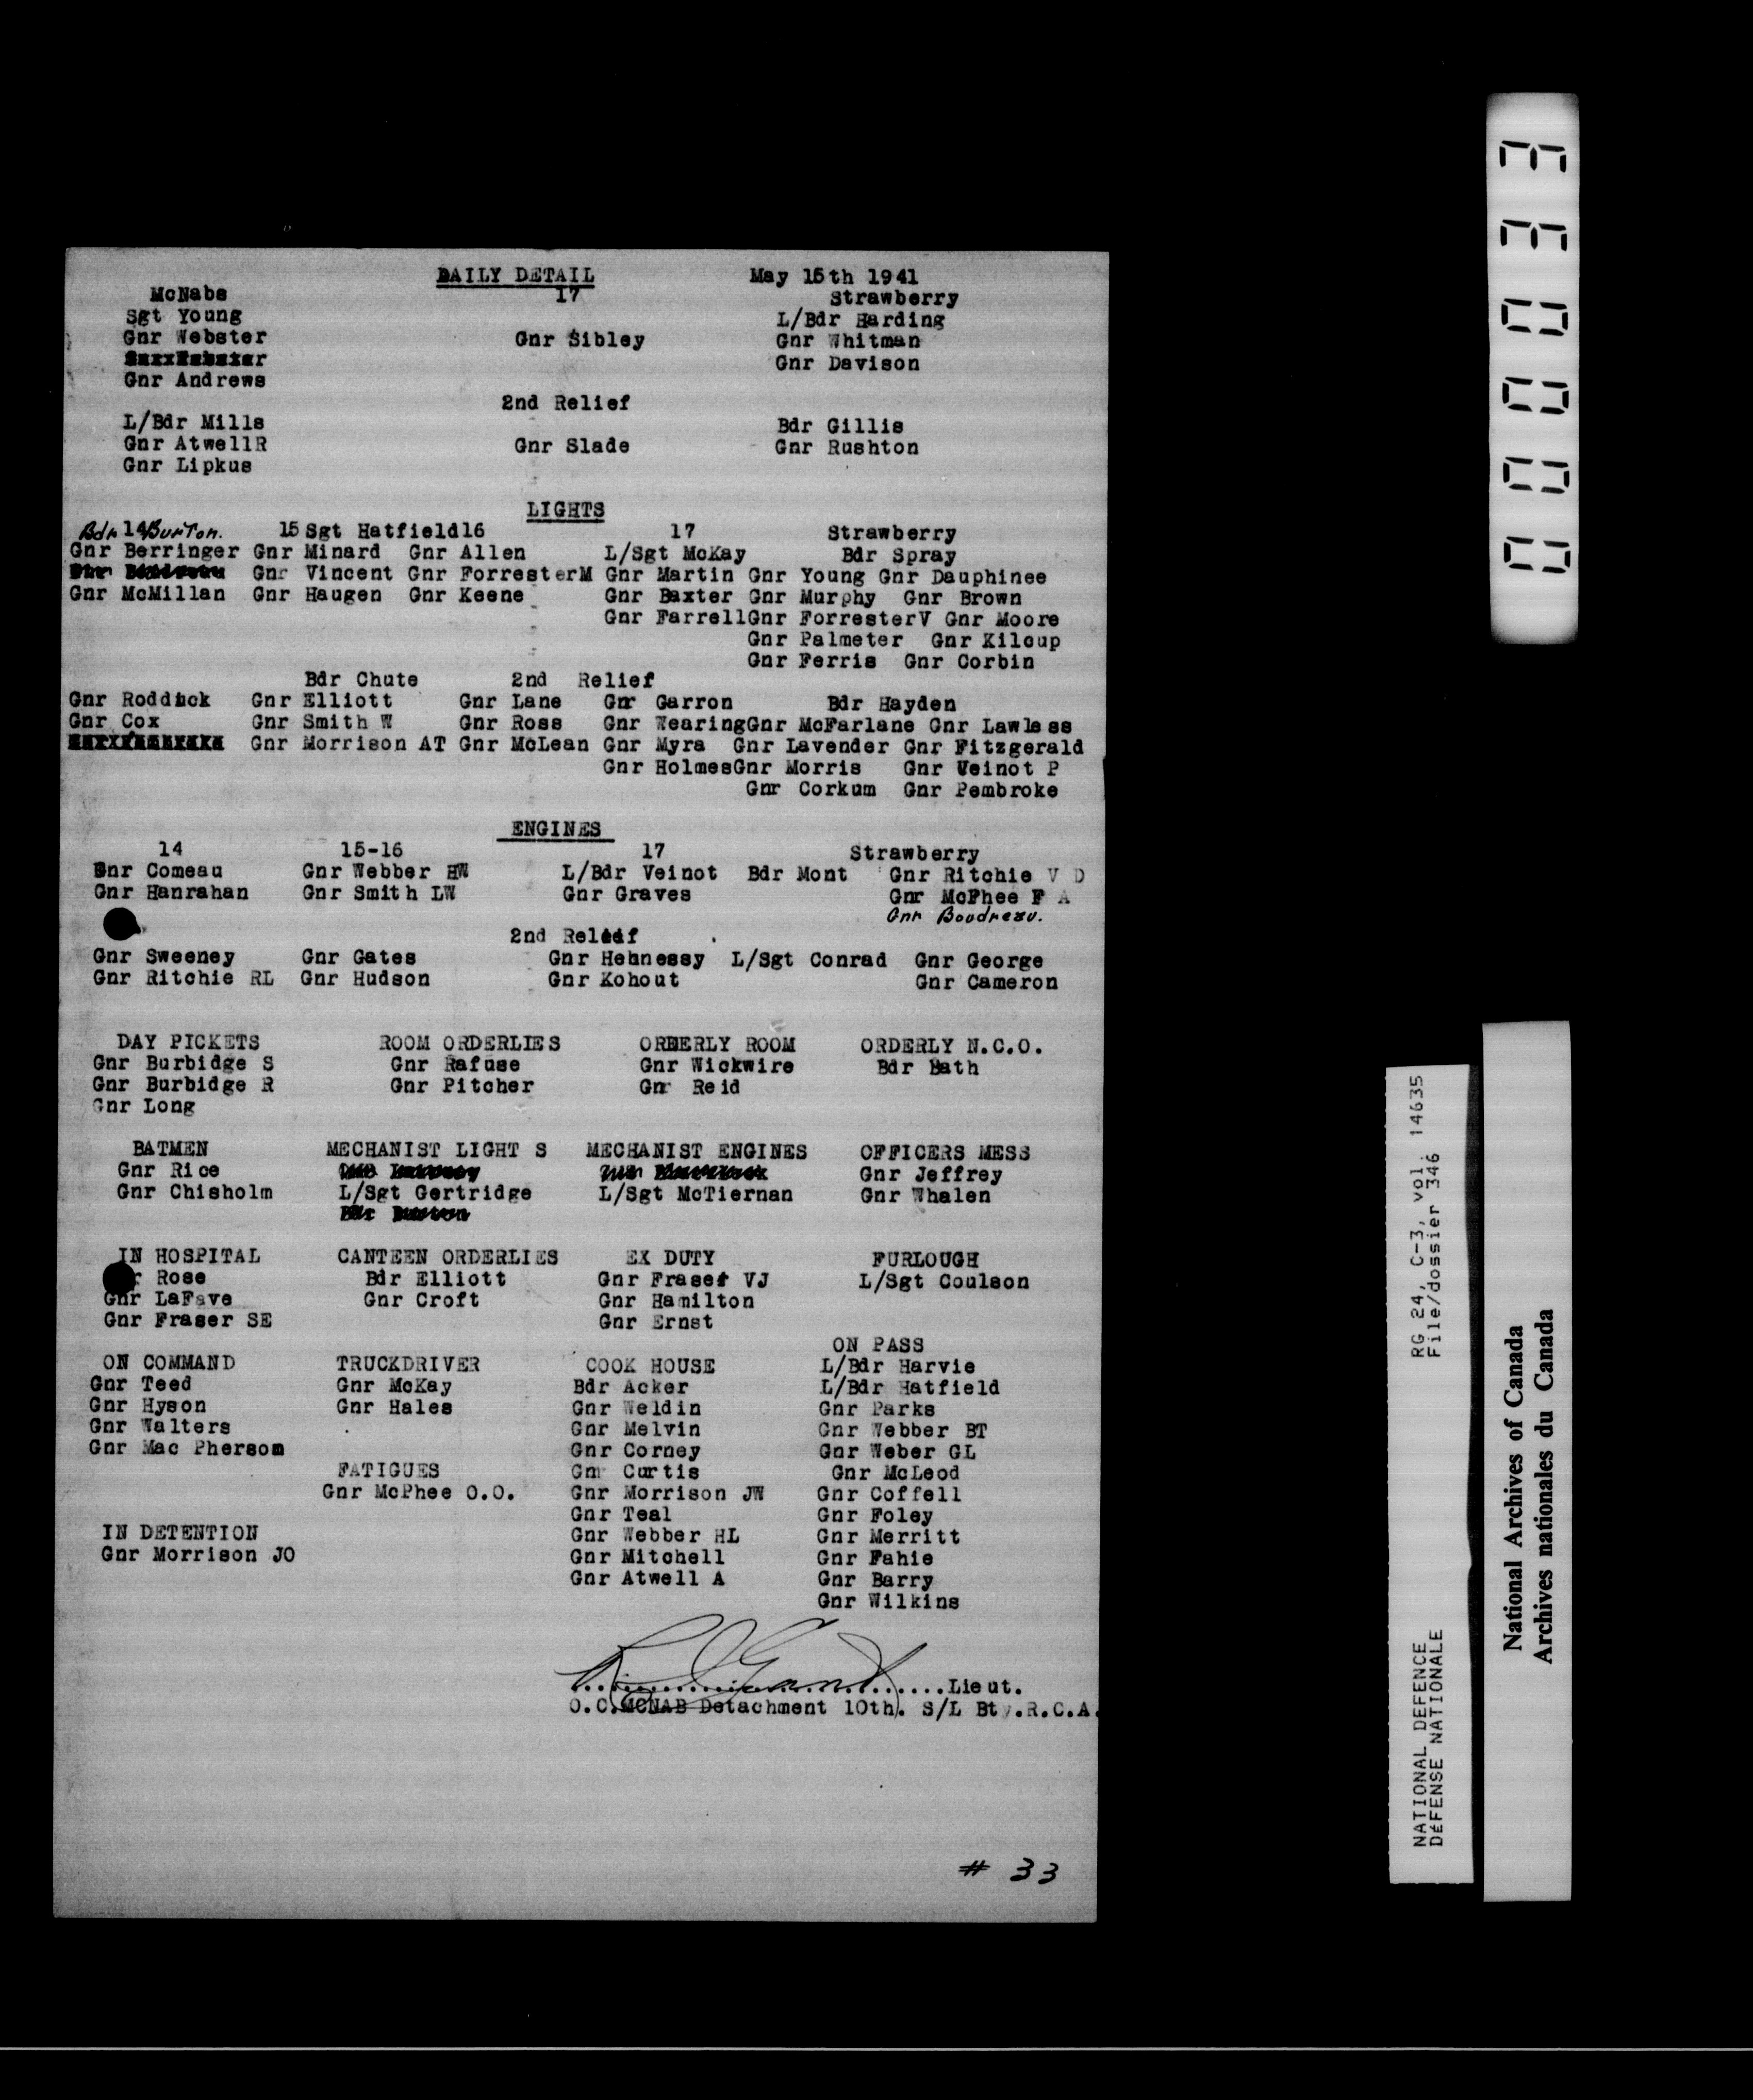 DAILY DETAIL May 15th 1941
McNabs 17 Strawberry
Sgt Young L/Bdr Harding
Gnr Webster Gnr Sibley Gnr Whitman
Gnr Davison
Gnr Andrews
2nd Relief
L/Bdr Mills Bdr Gillis
Gnr AtwellR Gnr Slade Gnr Rushton
Gnr Lipkus
LIGHTS
Bdr 14 Burton. 15 Sgt Hatfield16 17 Strawberry
Gnr Berringer Gnr Minard Gnr Allen L/Sgt McKay Bdr Spray
Gnr Vincent Gnr ForresterM Gnr Martin Gnr Young Gnr Dauphinee
Gnr McMillan Gnr Haugen Gnr Keene Gnr Baxter Gnr Murphy Gnr Brown
Gnr FarrellGnr ForresterV Gnr Moore
Gnr Palmeter Gnr Kilcup
Gnr Ferris Gnr Corbin
Bdr Chute 2nd Relief
Gnr Roddick Gnr Elliott Gnr Lane Gnr Garron Bdr Hayden
Gnr Cox Gnr Smith W Gnr Ross Gnr WearingGnr McFarlane Gnr Lawless
Gnr Morrison AT Gnr McLean Gnr Myra Gnr Lavender Gnr Fitzgerald
Gnr HolmesGnr Morris Gnr Veinot P
Gnr Corkum Gnr Pembroke
ENGINES
14 15-16 17 Strawberry
Gnr Comeau Gnr Webber HW L/Bdr Veinot Bdr Mont Gnr Ritchie V D
Gnr Hanrahan Gnr Smith LW Gnr Graves Gnr McPhee F A
Gnr Boudreau.
2nd Relief
Gnr Sweeney Gnr Gates Gnr Hehnessy L/Sgt Conrad Gnr George
Gnr Ritchie RL Gnr Hudson Gnr Kohout Gnr Cameron
DAY PICKETS ROOM ORDERLIES ORDERLY ROOM ORDERLY N.C.O.
Gnr Burbidge S Gnr Rafuse Gnr Wickwire Bdr Bath
Gnr Burbidge R Gnr Pitcher Gnr Reid
Gnr Long
BATMEN MECHANIST LIGHT S MECHANIST ENGINES OFFICERS MESS
Gnr Rice Gnr Jeffrey
Gnr Chisholm L/Sgt Gertridge L/Sgt McTiernan Gnr Whalen
IN HOSPITAL CANTEEN ORDERLIES EX DUTY FURLOUGH
Rose Bdr Elliott Gnr Fraser VJ L/Sgt Coulson
Gnr LaFave Gnr Croft Gnr Hamilton
Gnr Fraser SE Gnr Ernst
ON PASS
ON COMMAND TRUCKDRIVER COOK HOUSE L/Bdr Harvie
Gnr Teed Gnr McKay Bdr Acker L/Bdr Hatfield
Gnr Hyson Gnr Hales Gnr Weldin Gnr Parks
Gnr Walters Gnr Melvin Gnr Webber BT
Gnr Mac Pherson Gnr Corney Gnr Weber GL
FATIGUES Gnr Curtis Gnr McLeod
Gnr McPhee O.O. Gnr Morrison JW Gnr Coffell
Gnr Teal Gnr Foley
IN DETENTION Gnr Webber HL Gnr Merritt
Gnr Morrison JO Gnr Mitchell Gnr Fahie
Gnr Atwell A Gnr Barry
Gnr Wilkins
Lieut.
O.C.MCNAB Detachment 10th. S/L Bty.R.C.A.
# 33
000033
RG 24, C-3, vol. 14635
File/dossier 346
NATIONAL DEFENCE
DÉFENSE NATIONALE
National Archives of Canada
Archives nationales du Canada